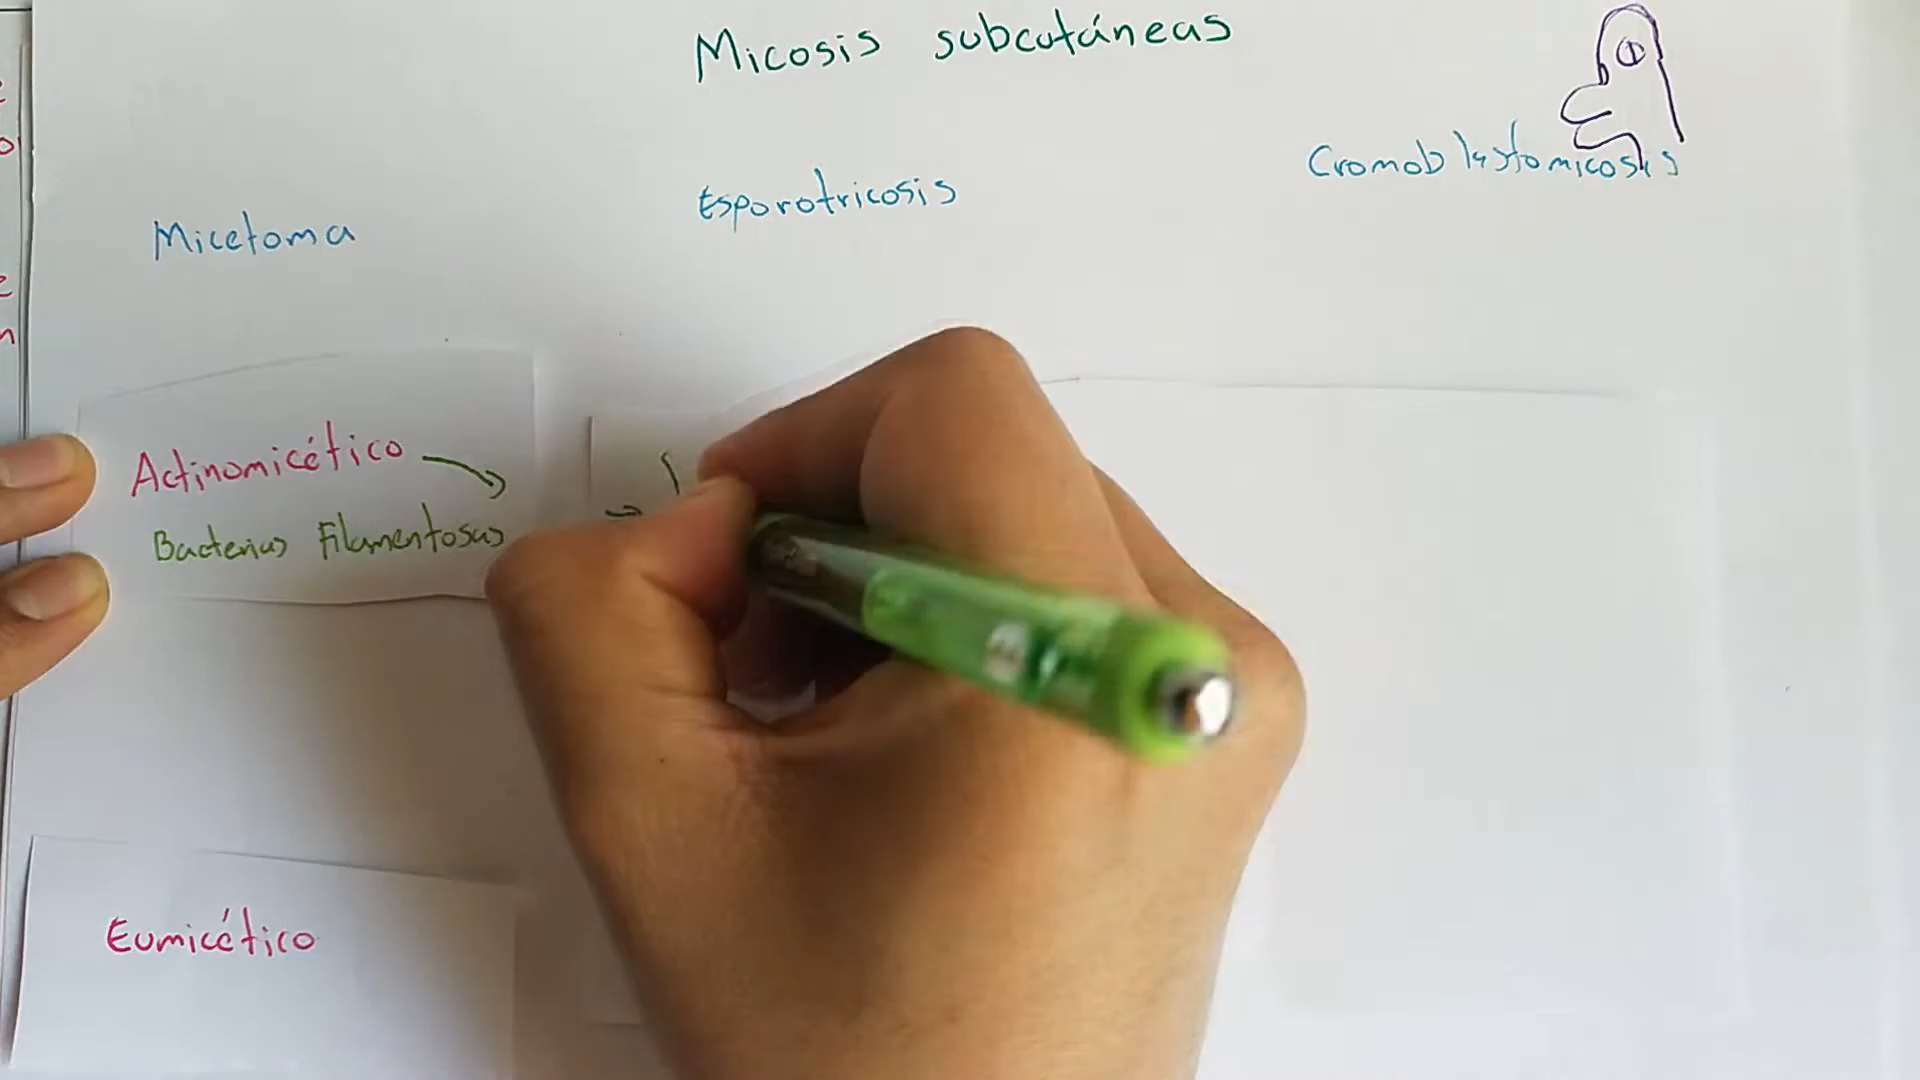 Micosis subcutáneas
Cromoblastomicosis
Esporotricosis
Micetoma
Actinomicético
Bacterias Filamentosas
Eumicético